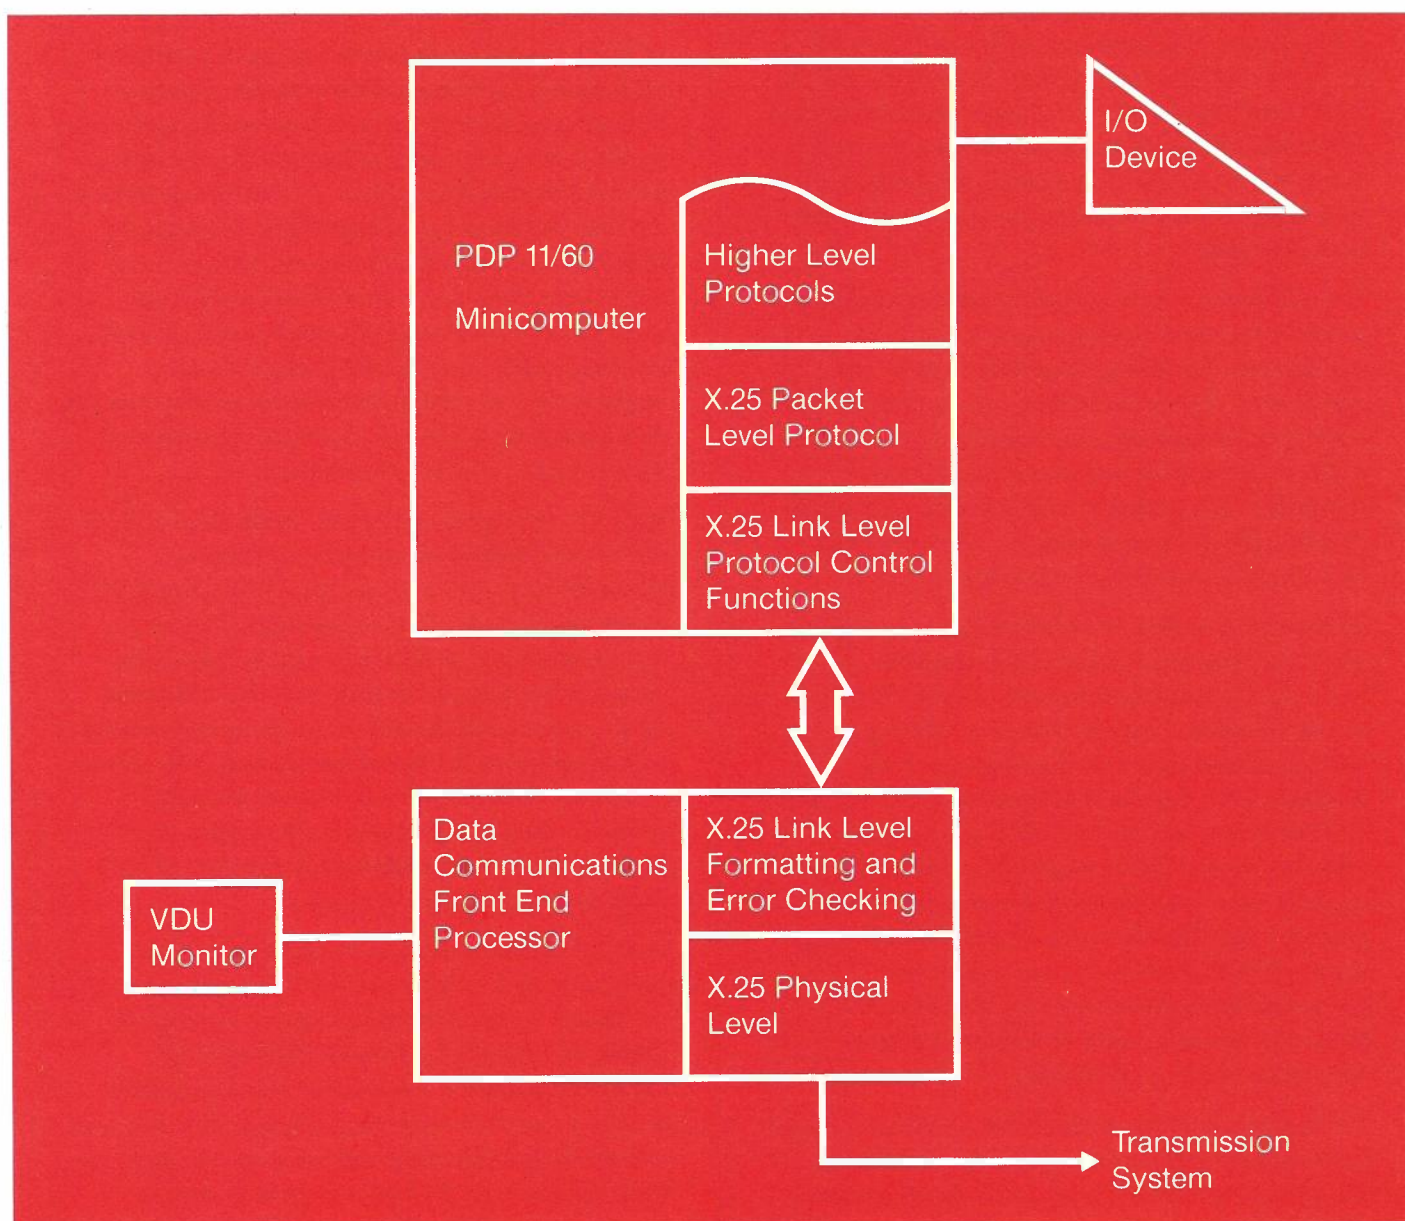 I/O
Device
PDP 11/60
Minicomputer
Higher Level
Protocols
X.25 Packet
Level Protocol
X.25 Link Level
Protocol Control
Functions
Data
Communications
Front End
Processor
X.25 Link Level
Formatting and
Error Checking
VDU
Monitor
X.25 Physical
Level
Transmission
System